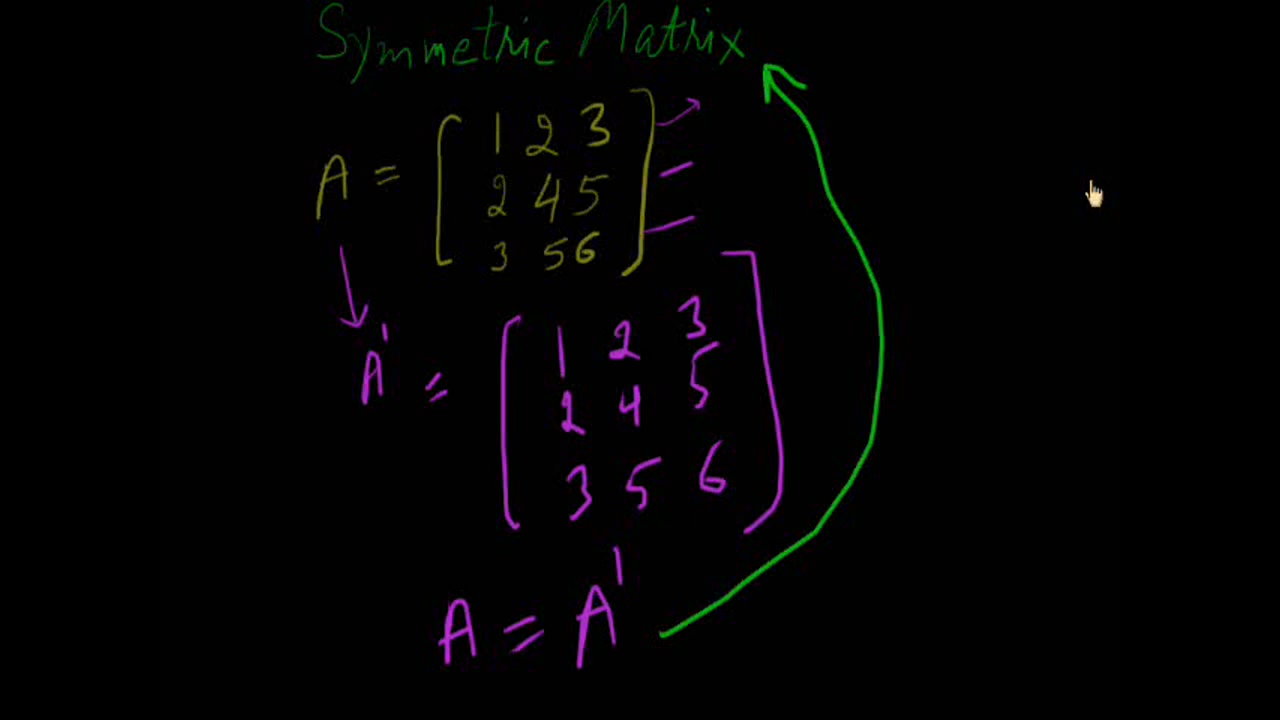 Symmetric Matrix
A = [ 1 2 3
2 4 5
3 5 6 ]
A' = [ 1 2 3
2 4 5
3 5 6 ]
A = A'